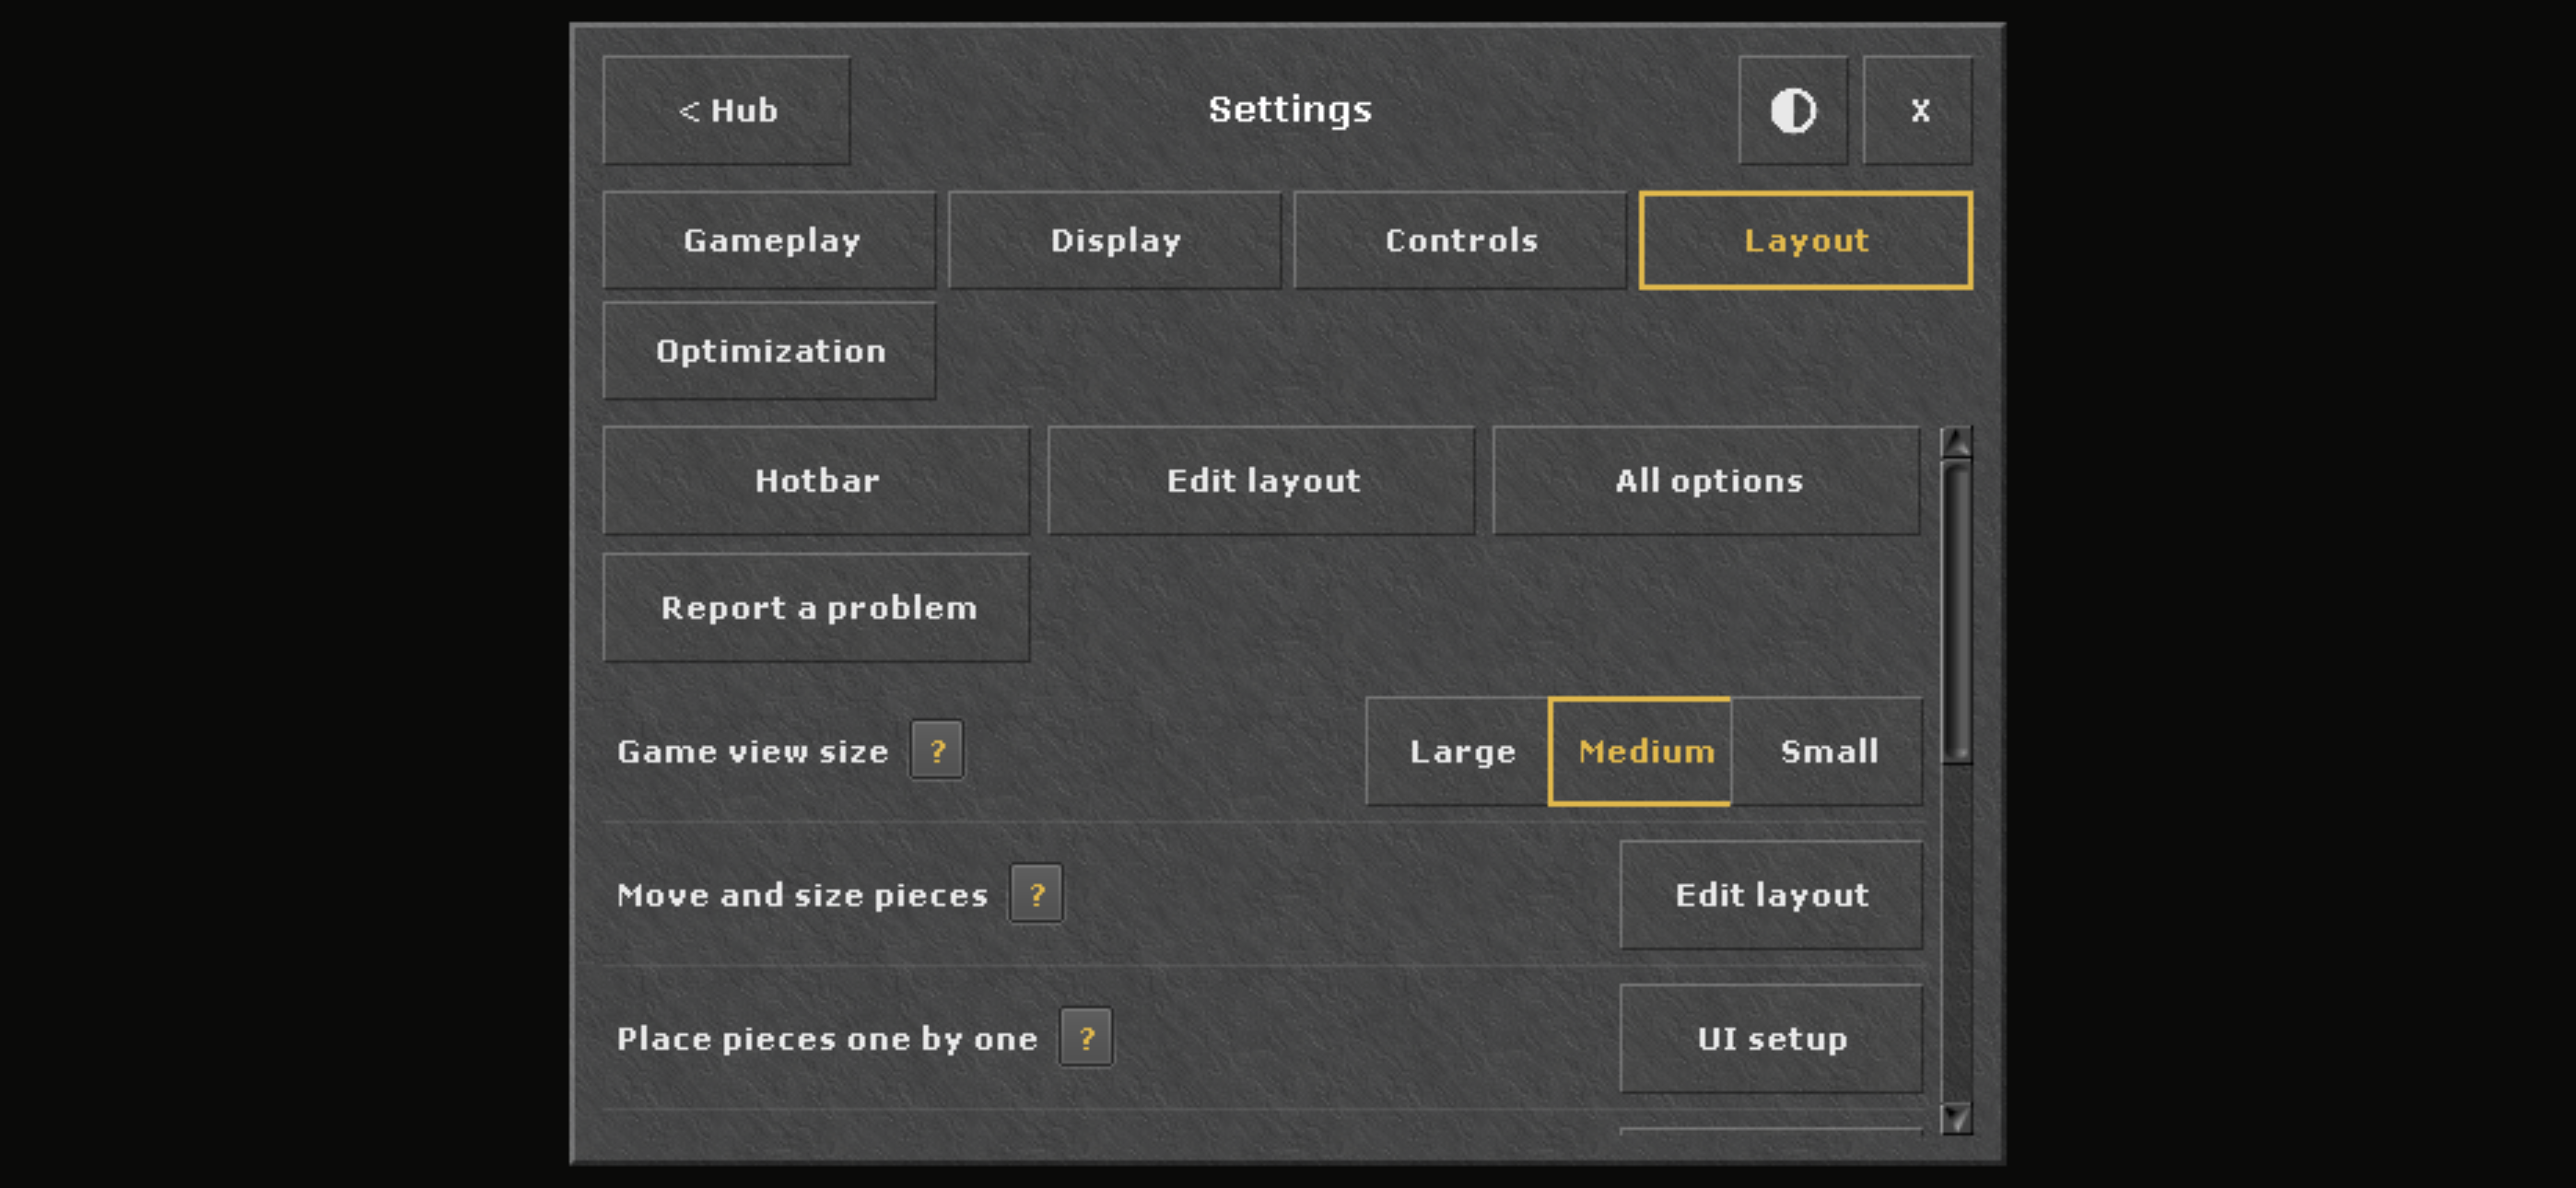 < Hub
Settings
X
Gameplay
Display
Controls
Layout
Optimization
Hotbar
Edit layout
All options
Report a problem
Game view size ?
Large
Medium
Small
Move and size pieces ?
Edit layout
Place pieces one by one ?
UI setup